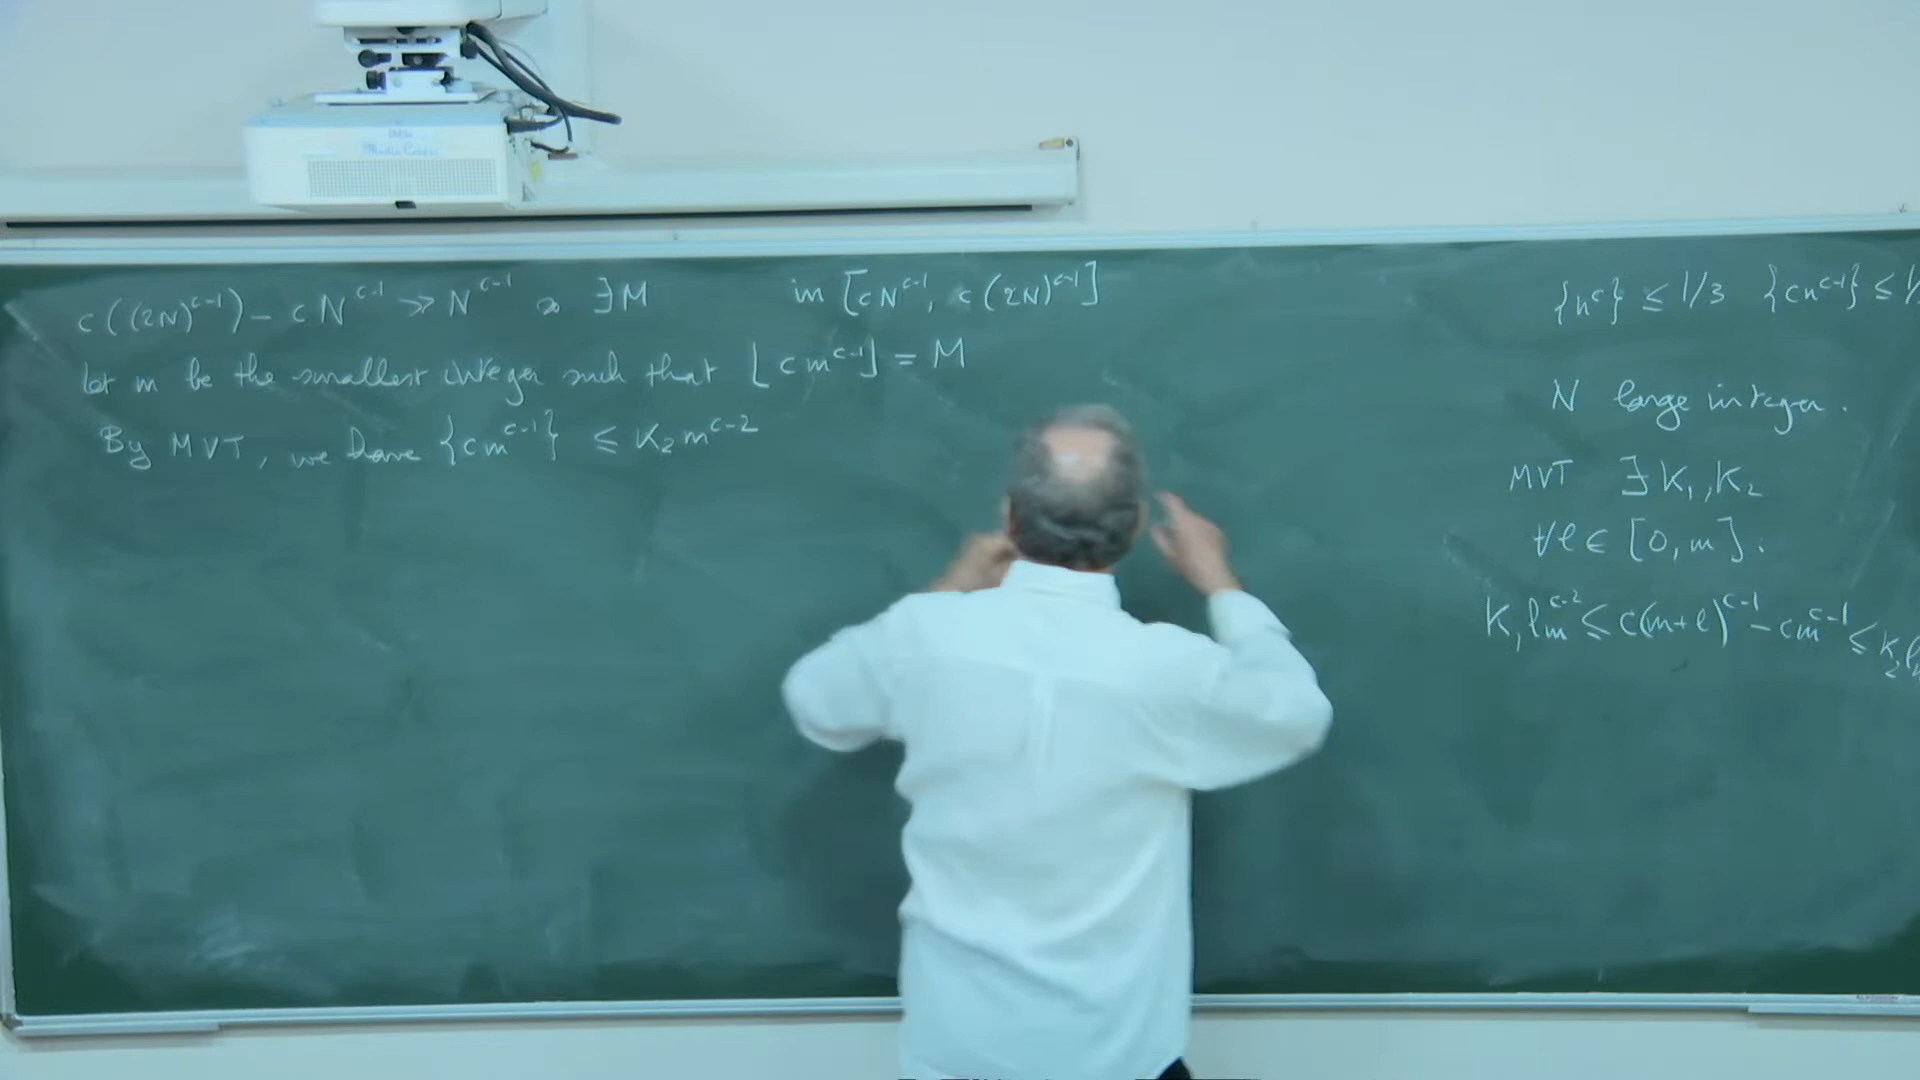 c((2N)^{c-1}) - cN^{c-1} ≫ N^{c-1} so ∃M in [cN^{c-1}, c(2N)^{c-1}]
Let m be the smallest integer such that ⌊cm^{c-1}⌋ = M
By MVT, we have {cm^{c-1}} ≤ K₂m^{c-2}
{n^c} ≤ 1/3 {cn^{c-1}} ≤ 1/
N large integer.
MVT ∃ K₁, K₂
∀ℓ ∈ [0, m].
K₁ℓm^{c-2} ≤ c(m+ℓ)^{c-1} - cm^{c-1} ≤ K₂ℓ